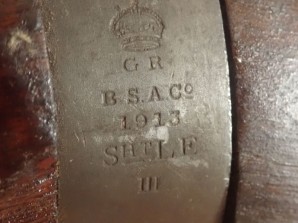 G R
B.S.A.Cº
1913
SHTLE
III